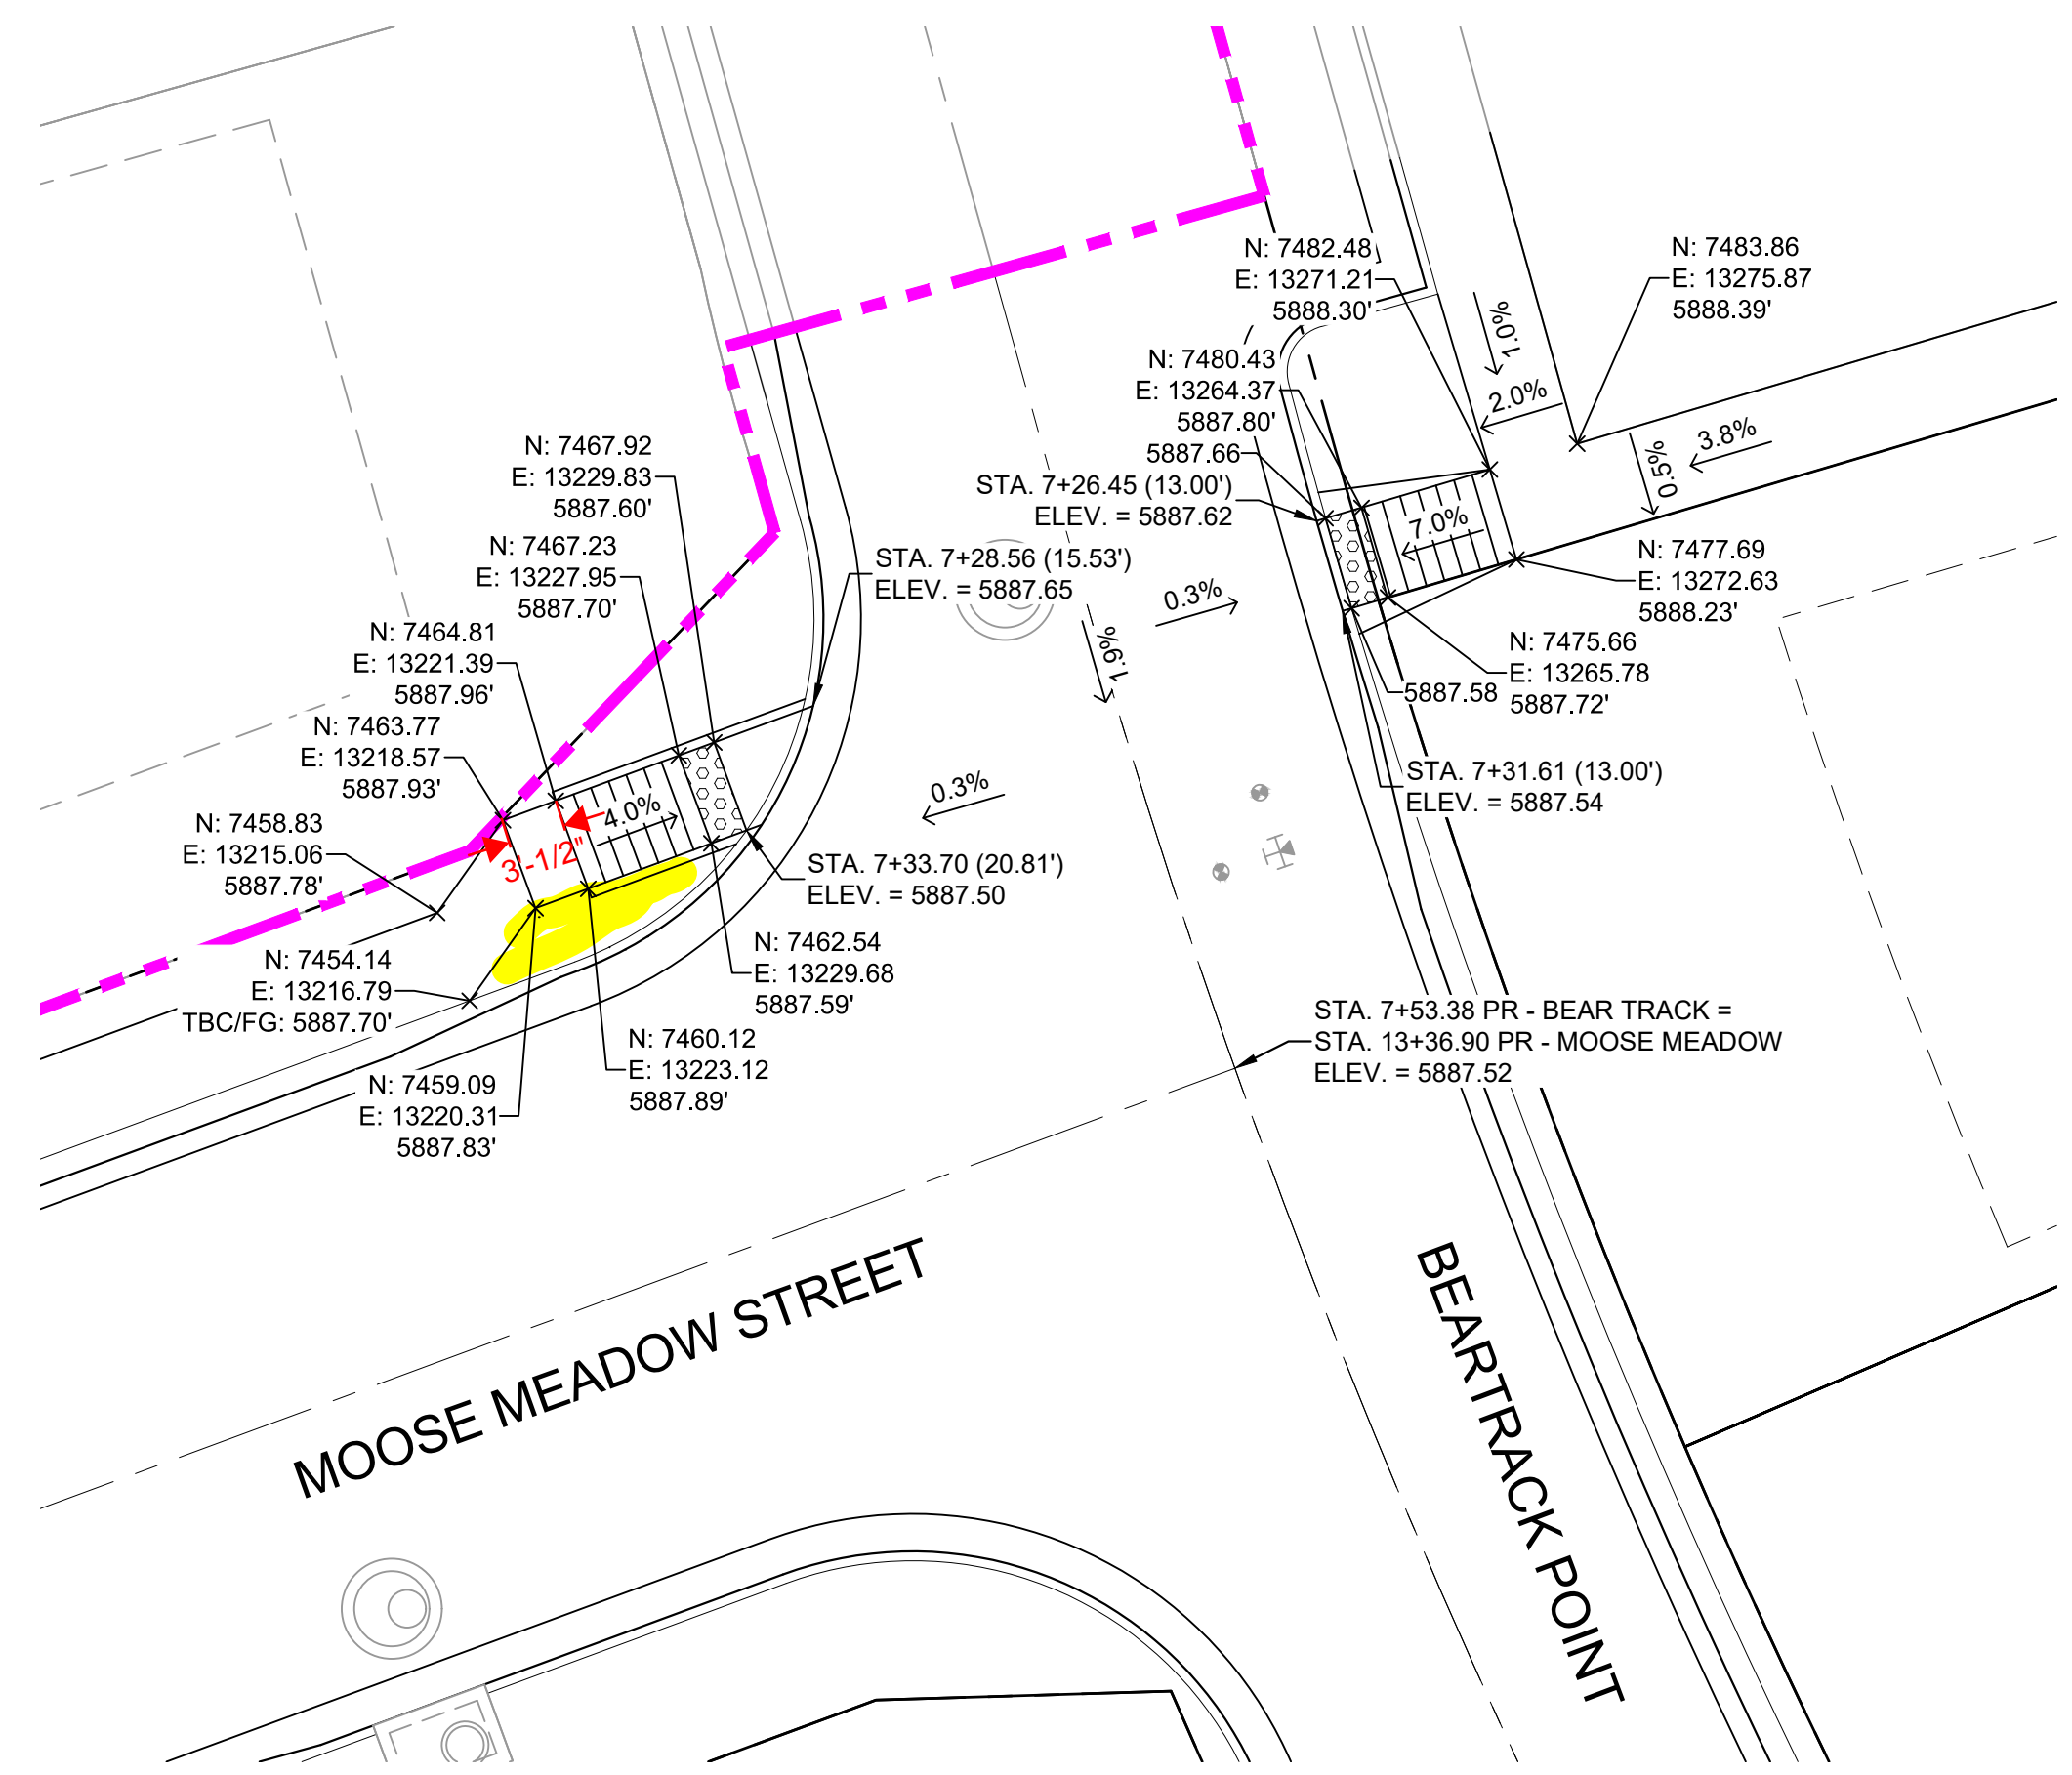 N: 7482.48
E: 13271.21
5888.30'
N: 7483.86
E: 13275.87
5888.39'
1.0%
2.0%
3.8%
0.5%
7.0%
N: 7480.43
E: 13264.37
5887.80'
5887.66
STA. 7+26.45 (13.00')
ELEV. = 5887.62
N: 7467.92
E: 13229.83
5887.60'
N: 7467.23
E: 13227.95
5887.70'
STA. 7+28.56 (15.53')
ELEV. = 5887.65
0.3%
1.9%
N: 7477.69
E: 13272.63
5888.23'
N: 7464.81
E: 13221.39
5887.96'
N: 7475.66
E: 13265.78
5887.72'
5887.58
N: 7463.77
E: 13218.57
5887.93'
STA. 7+31.61 (13.00')
ELEV. = 5887.54
4.0%
0.3%
3'-1/2"
N: 7458.83
E: 13215.06
5887.78'
STA. 7+33.70 (20.81')
ELEV. = 5887.50
N: 7454.14
E: 13216.79
TBC/FG: 5887.70'
N: 7462.54
E: 13229.68
5887.59'
N: 7460.12
E: 13223.12
5887.89'
N: 7459.09
E: 13220.31
5887.83'
STA. 7+53.38 PR - BEAR TRACK =
STA. 13+36.90 PR - MOOSE MEADOW
ELEV. = 5887.52
MOOSE MEADOW STREET
BEARTRACK POINT